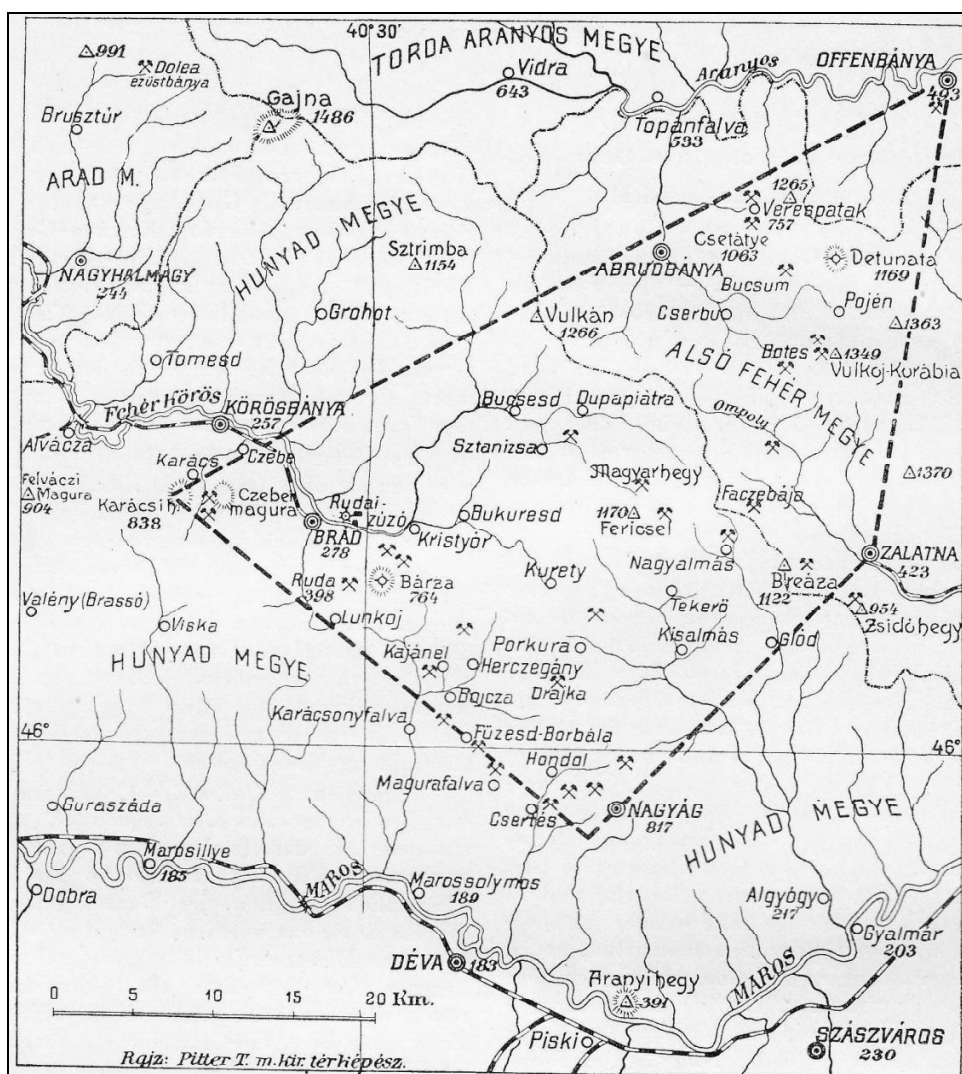 40°30'
TORDA ARANYOS MEGYE
OFFENBÁNYA
493
Aranyos
991
Dolea
ezüstbánya
Vidra
643
Gajna
1486
Brusztúr
Topánfalva
533
ARAD M.
1265
Verespatak
757
HUNYAD MEGYE
Sztrimba
1154
Csetátye
1063
Detunata
1169
NAGYHALMÁGY
244
ABRUDBÁNYA
Bucsum
Grohot
Vulkán
1266
Cserbu
Pojén
1363
Tomesd
ALSÓ FEHÉR MEGYE
Botes
1349
Vulkoj-Korábia
Fehér Körös
KÖRÖSBÁNYA
257
Bucsesd
Dupapiátra
Ompoly
Alvácza
Czebe
Sztanizsa
Karács
Magyarhegy
1370
Felváczi
Magura
904
Karácsih.
838
Czeber
magura
Rudai-
zúzó
Faczebája
BRÁD
278
Kristyór
Bukuresd
1170
Fericsel
ZALATNA
423
Ruda
398
Bárza
764
Kurety
Nagyalmás
Breáza
1122
Valény (Brassó)
Viska
Lunkoj
Tekerö
954
Zsidóhegy
Porkura
Kisalmás
Glód
HUNYAD MEGYE
Kajánel
Herczegány
Bojcza
Drajka
Karácsonyfalva
46°
Füzesd-Borbála
46°
Hondol
Magurafalva
Guraszáda
Csertés
NAGYÁG
817
HUNYAD MEGYE
Marosillye
185
MAROS
Marossolymos
189
Dobra
Algyógy
217
Gyalmár
203
DÉVA
183
MAROS
Aranyihegy
391
0 5 10 15 20 Km.
Piski
SZÁSZVÁROS
230
Rajz: Pitter T. m. kir. térképész.